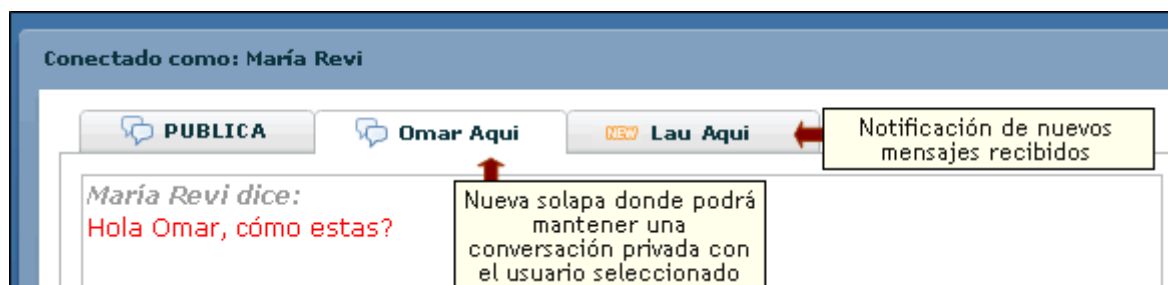 Conectado como: María Revi
PUBLICA
Omar Aqui
NEW Lau Aqui
Notificación de nuevos
mensajes recibidos
María Revi dice:
Hola Omar, cómo estas?
Nueva solapa donde podrá
mantener una
conversación privada con
el usuario seleccionado